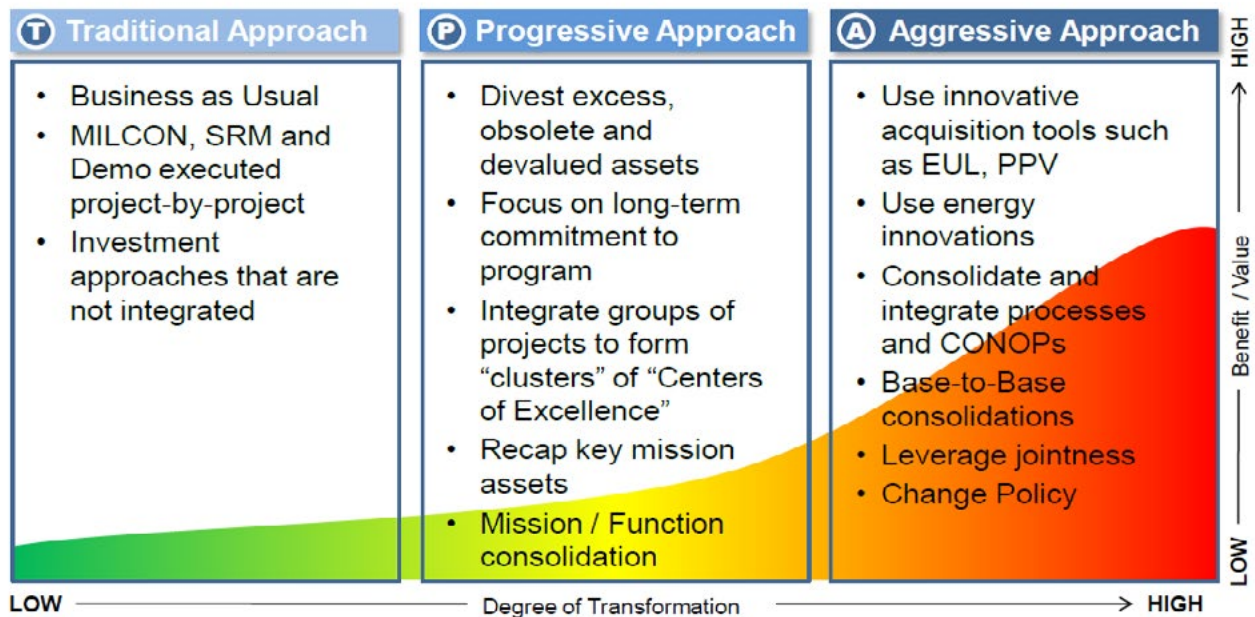 T Traditional Approach
• Business as Usual
• MILCON, SRM and
Demo executed
project-by-project
• Investment
approaches that are
not integrated
P Progressive Approach
• Divest excess,
obsolete and
devalued assets
• Focus on long-term
commitment to
program
• Integrate groups of
projects to form
“clusters” of “Centers
of Excellence”
• Recap key mission
assets
• Mission / Function
consolidation
A Aggressive Approach
• Use innovative
acquisition tools such
as EUL, PPV
• Use energy
innovations
• Consolidate and
integrate processes
and CONOPs
• Base-to-Base
consolidations
• Leverage jointness
• Change Policy
LOW Benefit / Value HIGH
LOW Degree of Transformation HIGH